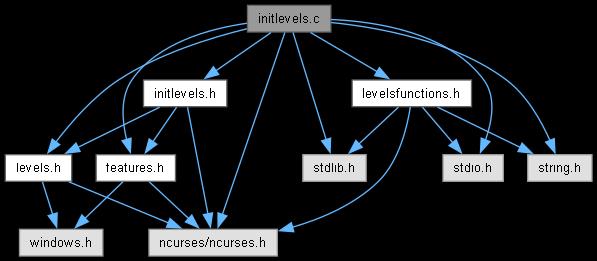 initlevels.c
initlevels.h
levelsfunctions.h
levels.h
features.h
stdlib.h
stdio.h
string.h
windows.h
ncurses/ncurses.h